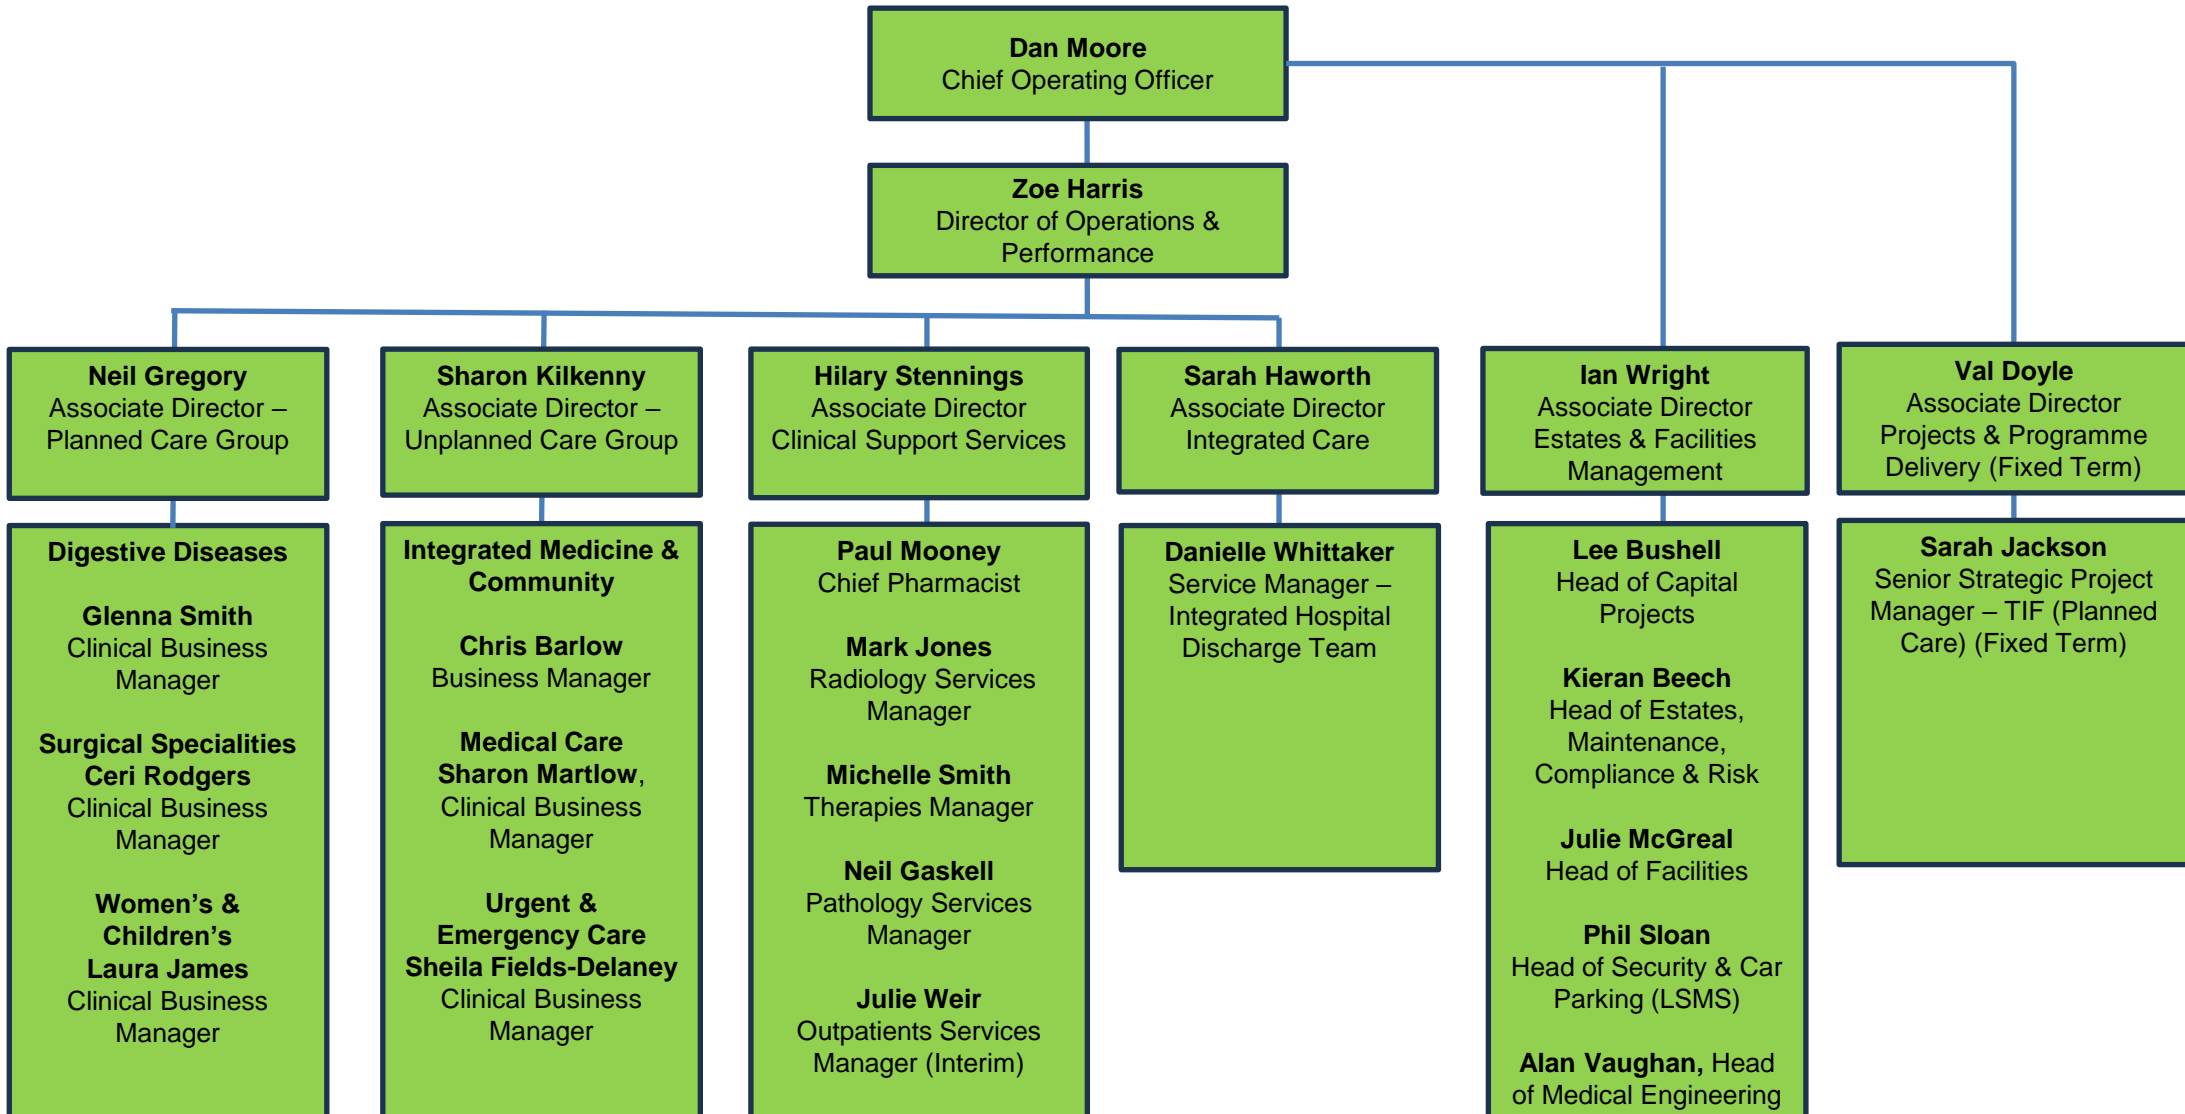 Dan Moore
Chief Operating Officer
Zoe Harris
Director of Operations &
Performance
Neil Gregory
Associate Director –
Planned Care Group
Sharon Kilkenny
Associate Director –
Unplanned Care Group
Hilary Stennings
Associate Director
Clinical Support Services
Sarah Haworth
Associate Director
Integrated Care
Ian Wright
Associate Director
Estates & Facilities
Management
Val Doyle
Associate Director
Projects & Programme
Delivery (Fixed Term)
Digestive Diseases
Glenna Smith
Clinical Business
Manager
Surgical Specialities
Ceri Rodgers
Clinical Business
Manager
Women’s &
Children’s
Laura James
Clinical Business
Manager
Integrated Medicine &
Community
Chris Barlow
Business Manager
Medical Care
Sharon Martlow,
Clinical Business
Manager
Urgent &
Emergency Care
Sheila Fields-Delaney
Clinical Business
Manager
Paul Mooney
Chief Pharmacist
Mark Jones
Radiology Services
Manager
Michelle Smith
Therapies Manager
Neil Gaskell
Pathology Services
Manager
Julie Weir
Outpatients Services
Manager (Interim)
Danielle Whittaker
Service Manager –
Integrated Hospital
Discharge Team
Lee Bushell
Head of Capital
Projects
Kieran Beech
Head of Estates,
Maintenance,
Compliance & Risk
Julie McGreal
Head of Facilities
Phil Sloan
Head of Security & Car
Parking (LSMS)
Alan Vaughan, Head
of Medical Engineering
Sarah Jackson
Senior Strategic Project
Manager – TIF (Planned
Care) (Fixed Term)